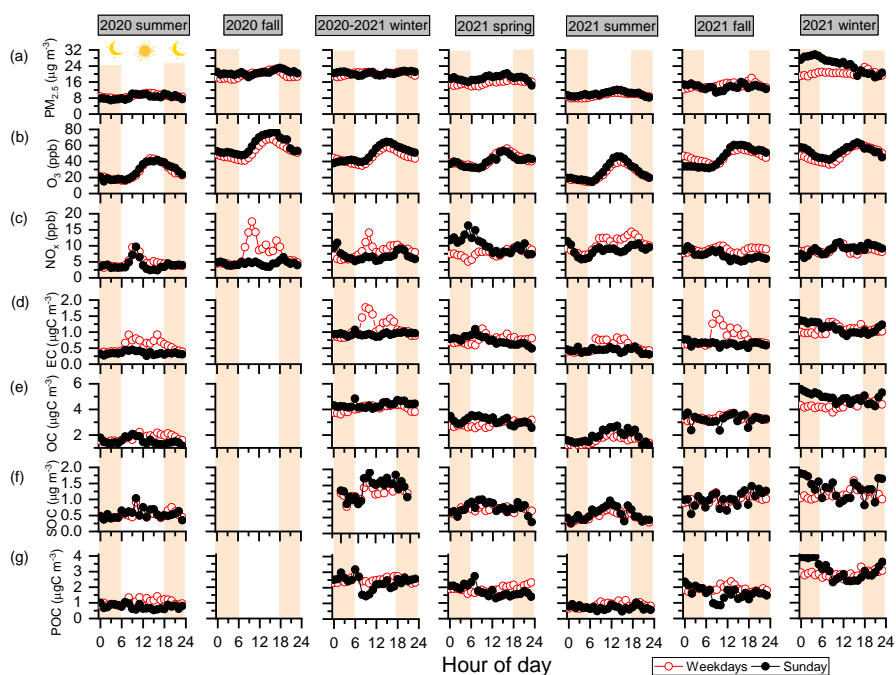 2020 summer 2020 fall 2020-2021 winter 2021 spring 2021 summer 2021 fall 2021 winter
(a) PM2.5 (μg m-3) 32 24 16 8 0
(b) O3 (ppb) 80 60 40 20 0
(c) NOx (ppb) 20 15 10 5 0
(d) EC (μgC m-3) 2.0 1.5 1.0 0.5 0.0
(e) OC (μgC m-3) 6 4 2
(f) SOC (μg m-3) 2.0 1.5 1.0 0.5 0.0
(g) POC (μgC m-3) 4 3 2 1 0
0 6 12 18 24 0 6 12 18 24 0 6 12 18 24 0 6 12 18 24 0 6 12 18 24 0 6 12 18 24 0 6 12 18 24
Hour of day
Weekdays Sunday